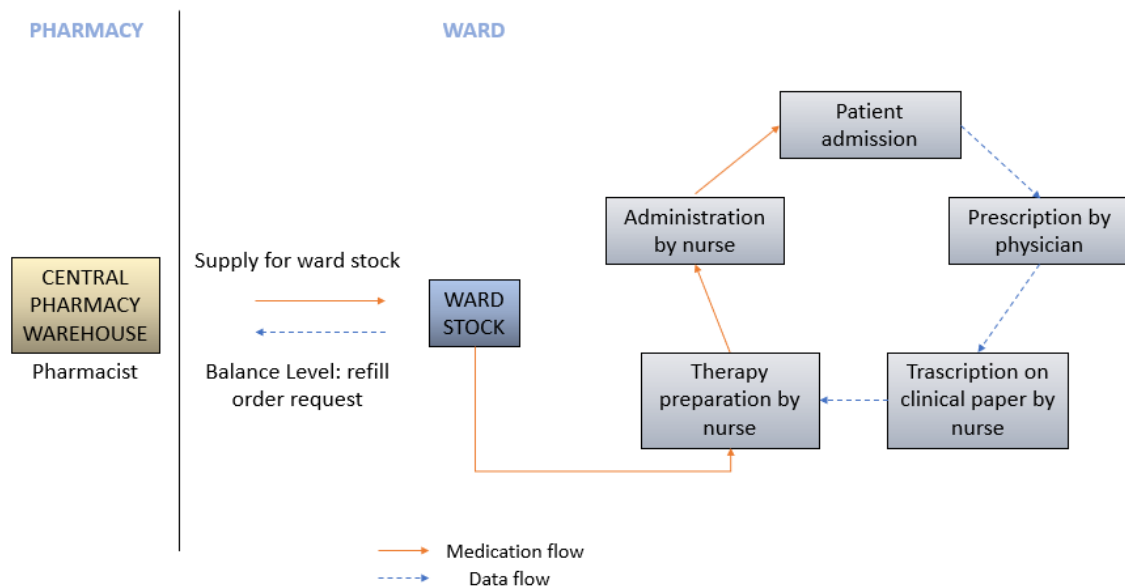 PHARMACY
WARD
Patient
admission
Administration
by nurse
Prescription by
physician
Supply for ward stock
CENTRAL
PHARMACY
WAREHOUSE
WARD
STOCK
Pharmacist
Balance Level: refill
order request
Therapy
preparation by
nurse
Trascription on
clinical paper by
nurse
Medication flow
Data flow